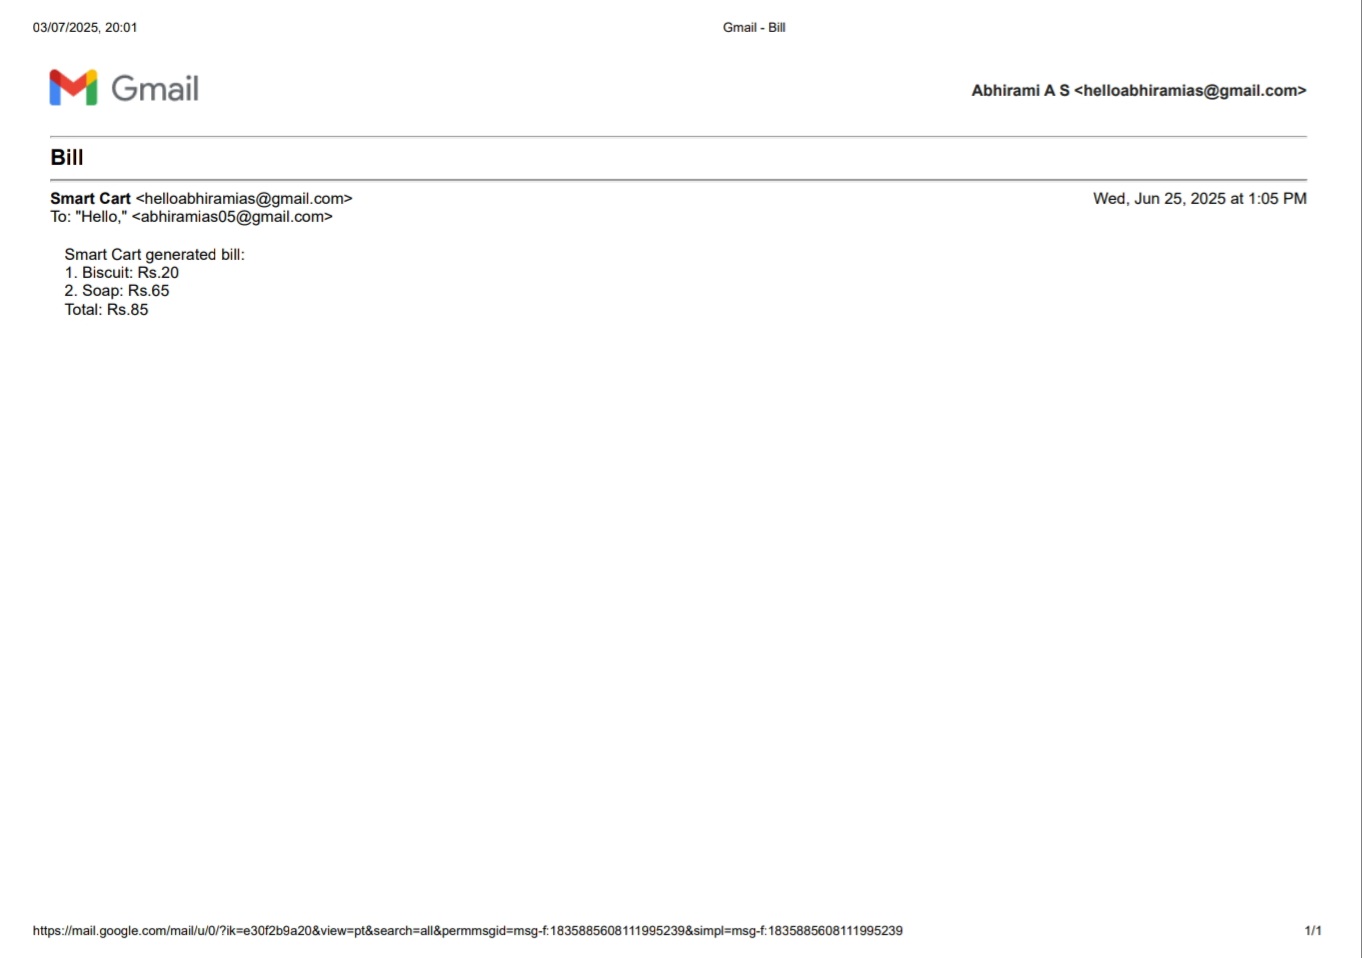 03/07/2025, 20:01 Gmail - Bill
Gmail Abhirami A S <helloabhiramias@gmail.com>
Bill
Smart Cart <helloabhiramias@gmail.com> Wed, Jun 25, 2025 at 1:05 PM
To: "Hello," <abhiramias05@gmail.com>
Smart Cart generated bill:
1. Biscuit: Rs.20
2. Soap: Rs.65
Total: Rs.85
https://mail.google.com/mail/u/0/?ik=e30f2b9a20&view=pt&search=all&permmsgid=msg-f:1835885608111995239&simpl=msg-f:1835885608111995239 1/1